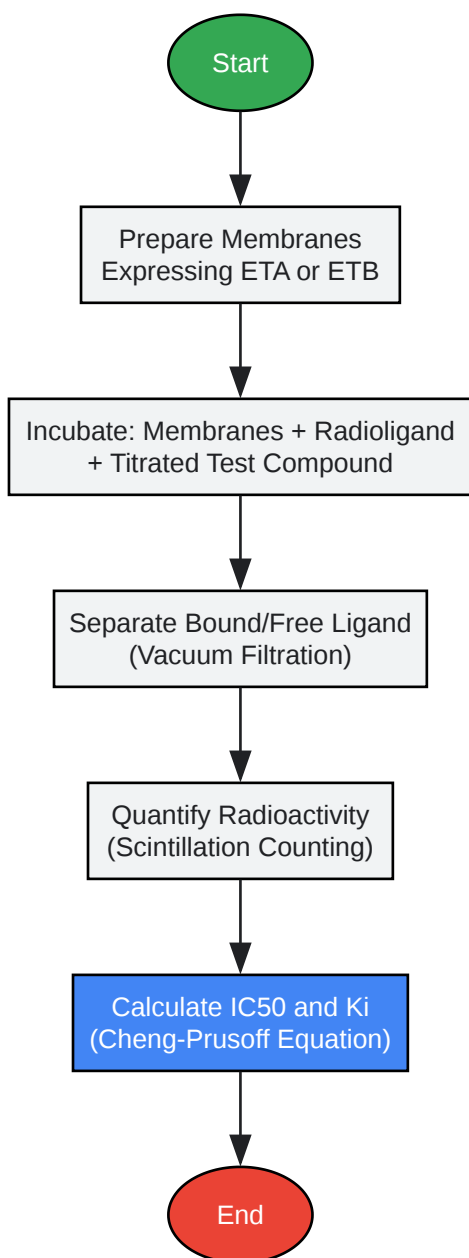 Start
Prepare Membranes
Expressing ETA or ETB
Incubate: Membranes + Radioligand
+ Titrated Test Compound
Separate Bound/Free Ligand
(Vacuum Filtration)
Quantify Radioactivity
(Scintillation Counting)
Calculate IC50 and Ki
(Cheng-Prusoff Equation)
End